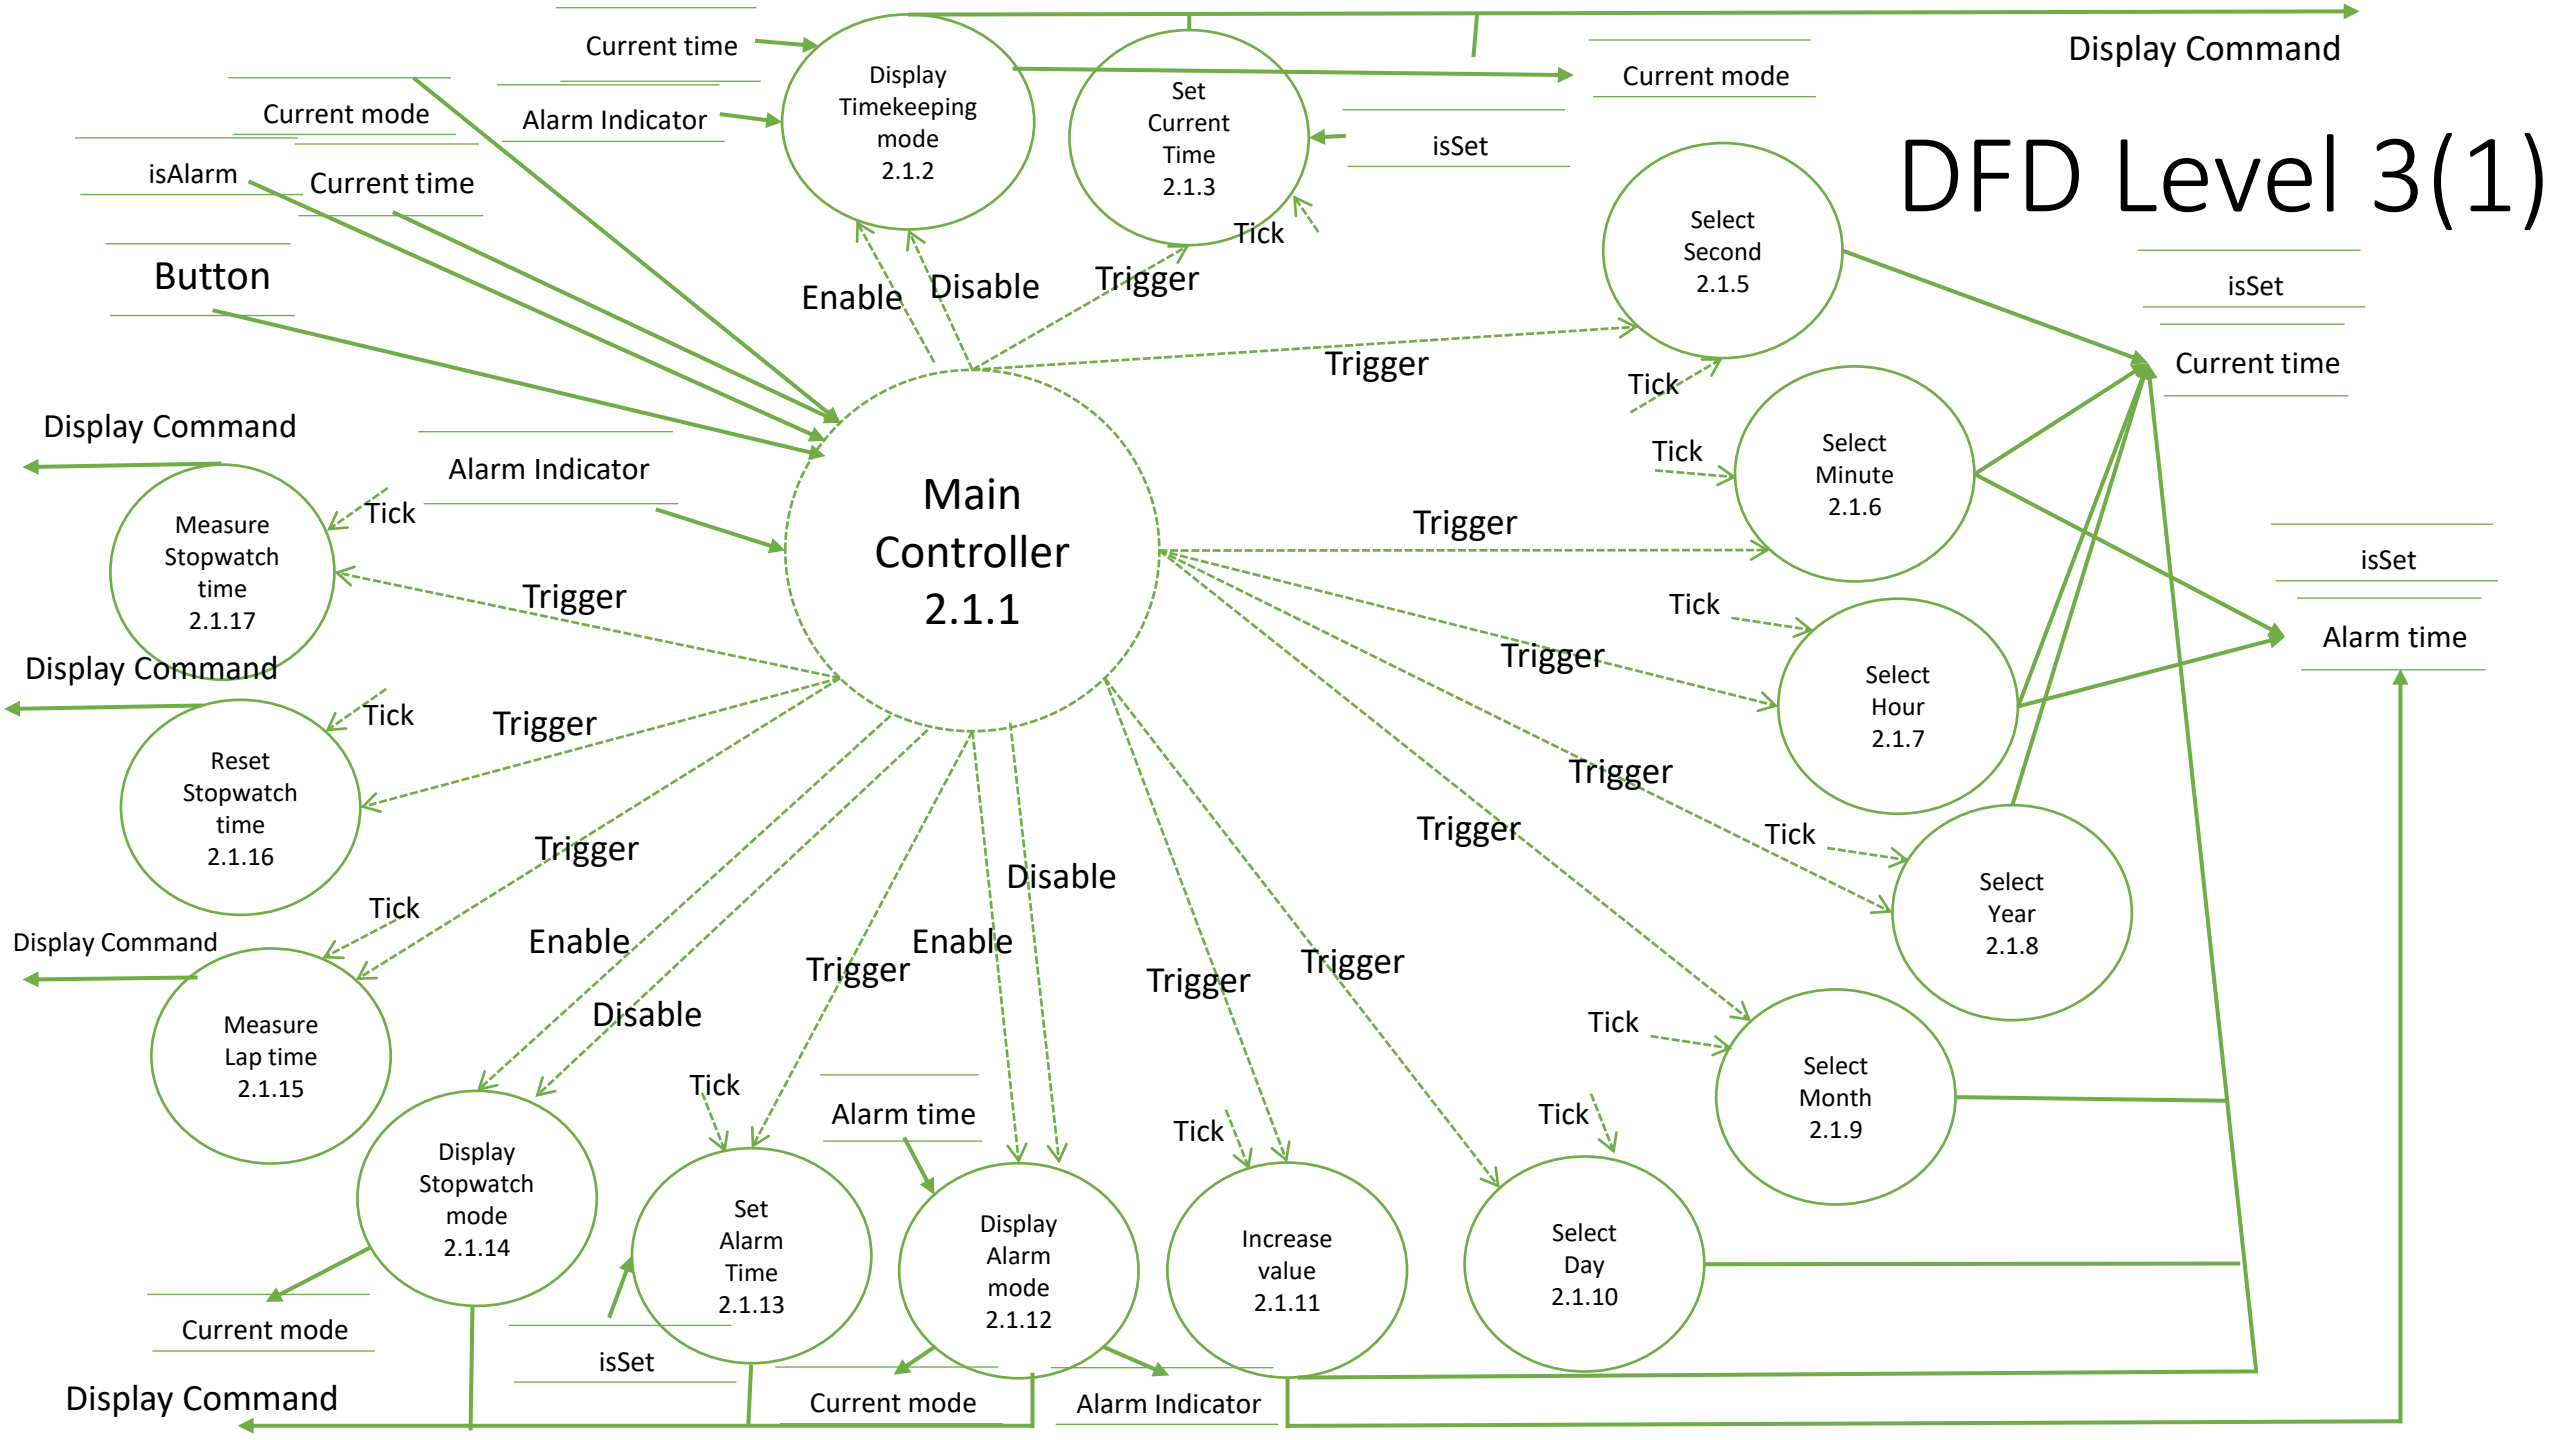 Current time
Display Command
Display
Timekeeping
mode
2.1.2
Set
Current
Time
2.1.3
Current mode
Current mode
Alarm Indicator
isSet
DFD Level 3(1)
isAlarm
Current time
Tick
Select
Second
2.1.5
Button
Enable
Disable
Trigger
isSet
Trigger
Current time
Tick
Display Command
Alarm Indicator
Tick
Select
Minute
2.1.6
Main
Controller
2.1.1
Tick
Measure
Stopwatch
time
2.1.17
Trigger
isSet
Trigger
Tick
Trigger
Alarm time
Display Command
Select
Hour
2.1.7
Tick
Trigger
Reset
Stopwatch
time
2.1.16
Trigger
Trigger
Trigger
Tick
Disable
Select
Year
2.1.8
Tick
Display Command
Enable
Enable
Trigger
Trigger
Trigger
Disable
Tick
Measure
Lap time
2.1.15
Select
Month
2.1.9
Tick
Alarm time
Tick
Tick
Display
Stopwatch
mode
2.1.14
Set
Alarm
Time
2.1.13
Display
Alarm
mode
2.1.12
Increase
value
2.1.11
Select
Day
2.1.10
Current mode
isSet
Display Command
Current mode
Alarm Indicator